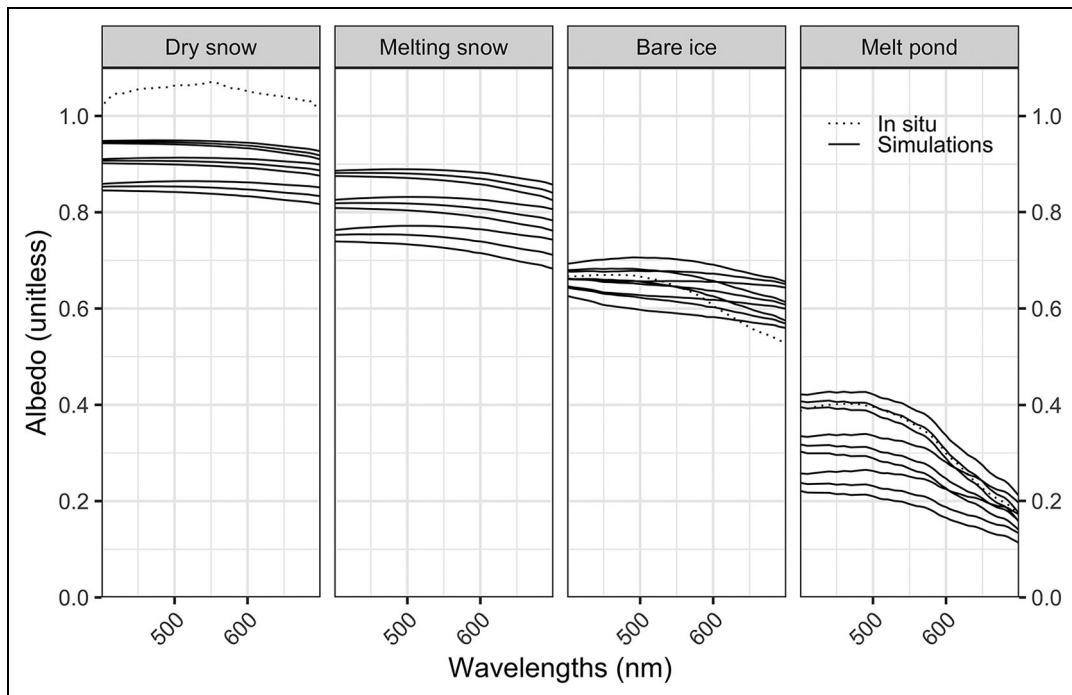 Dry snow Melting snow Bare ice Melt pond
In situ
Simulations
1.0 1.0
0.8 0.8
0.6 0.6
0.4 0.4
0.2 0.2
0.0 0.0
Albedo (unitless)
500 600 500 600 500 600 500 600
Wavelengths (nm)